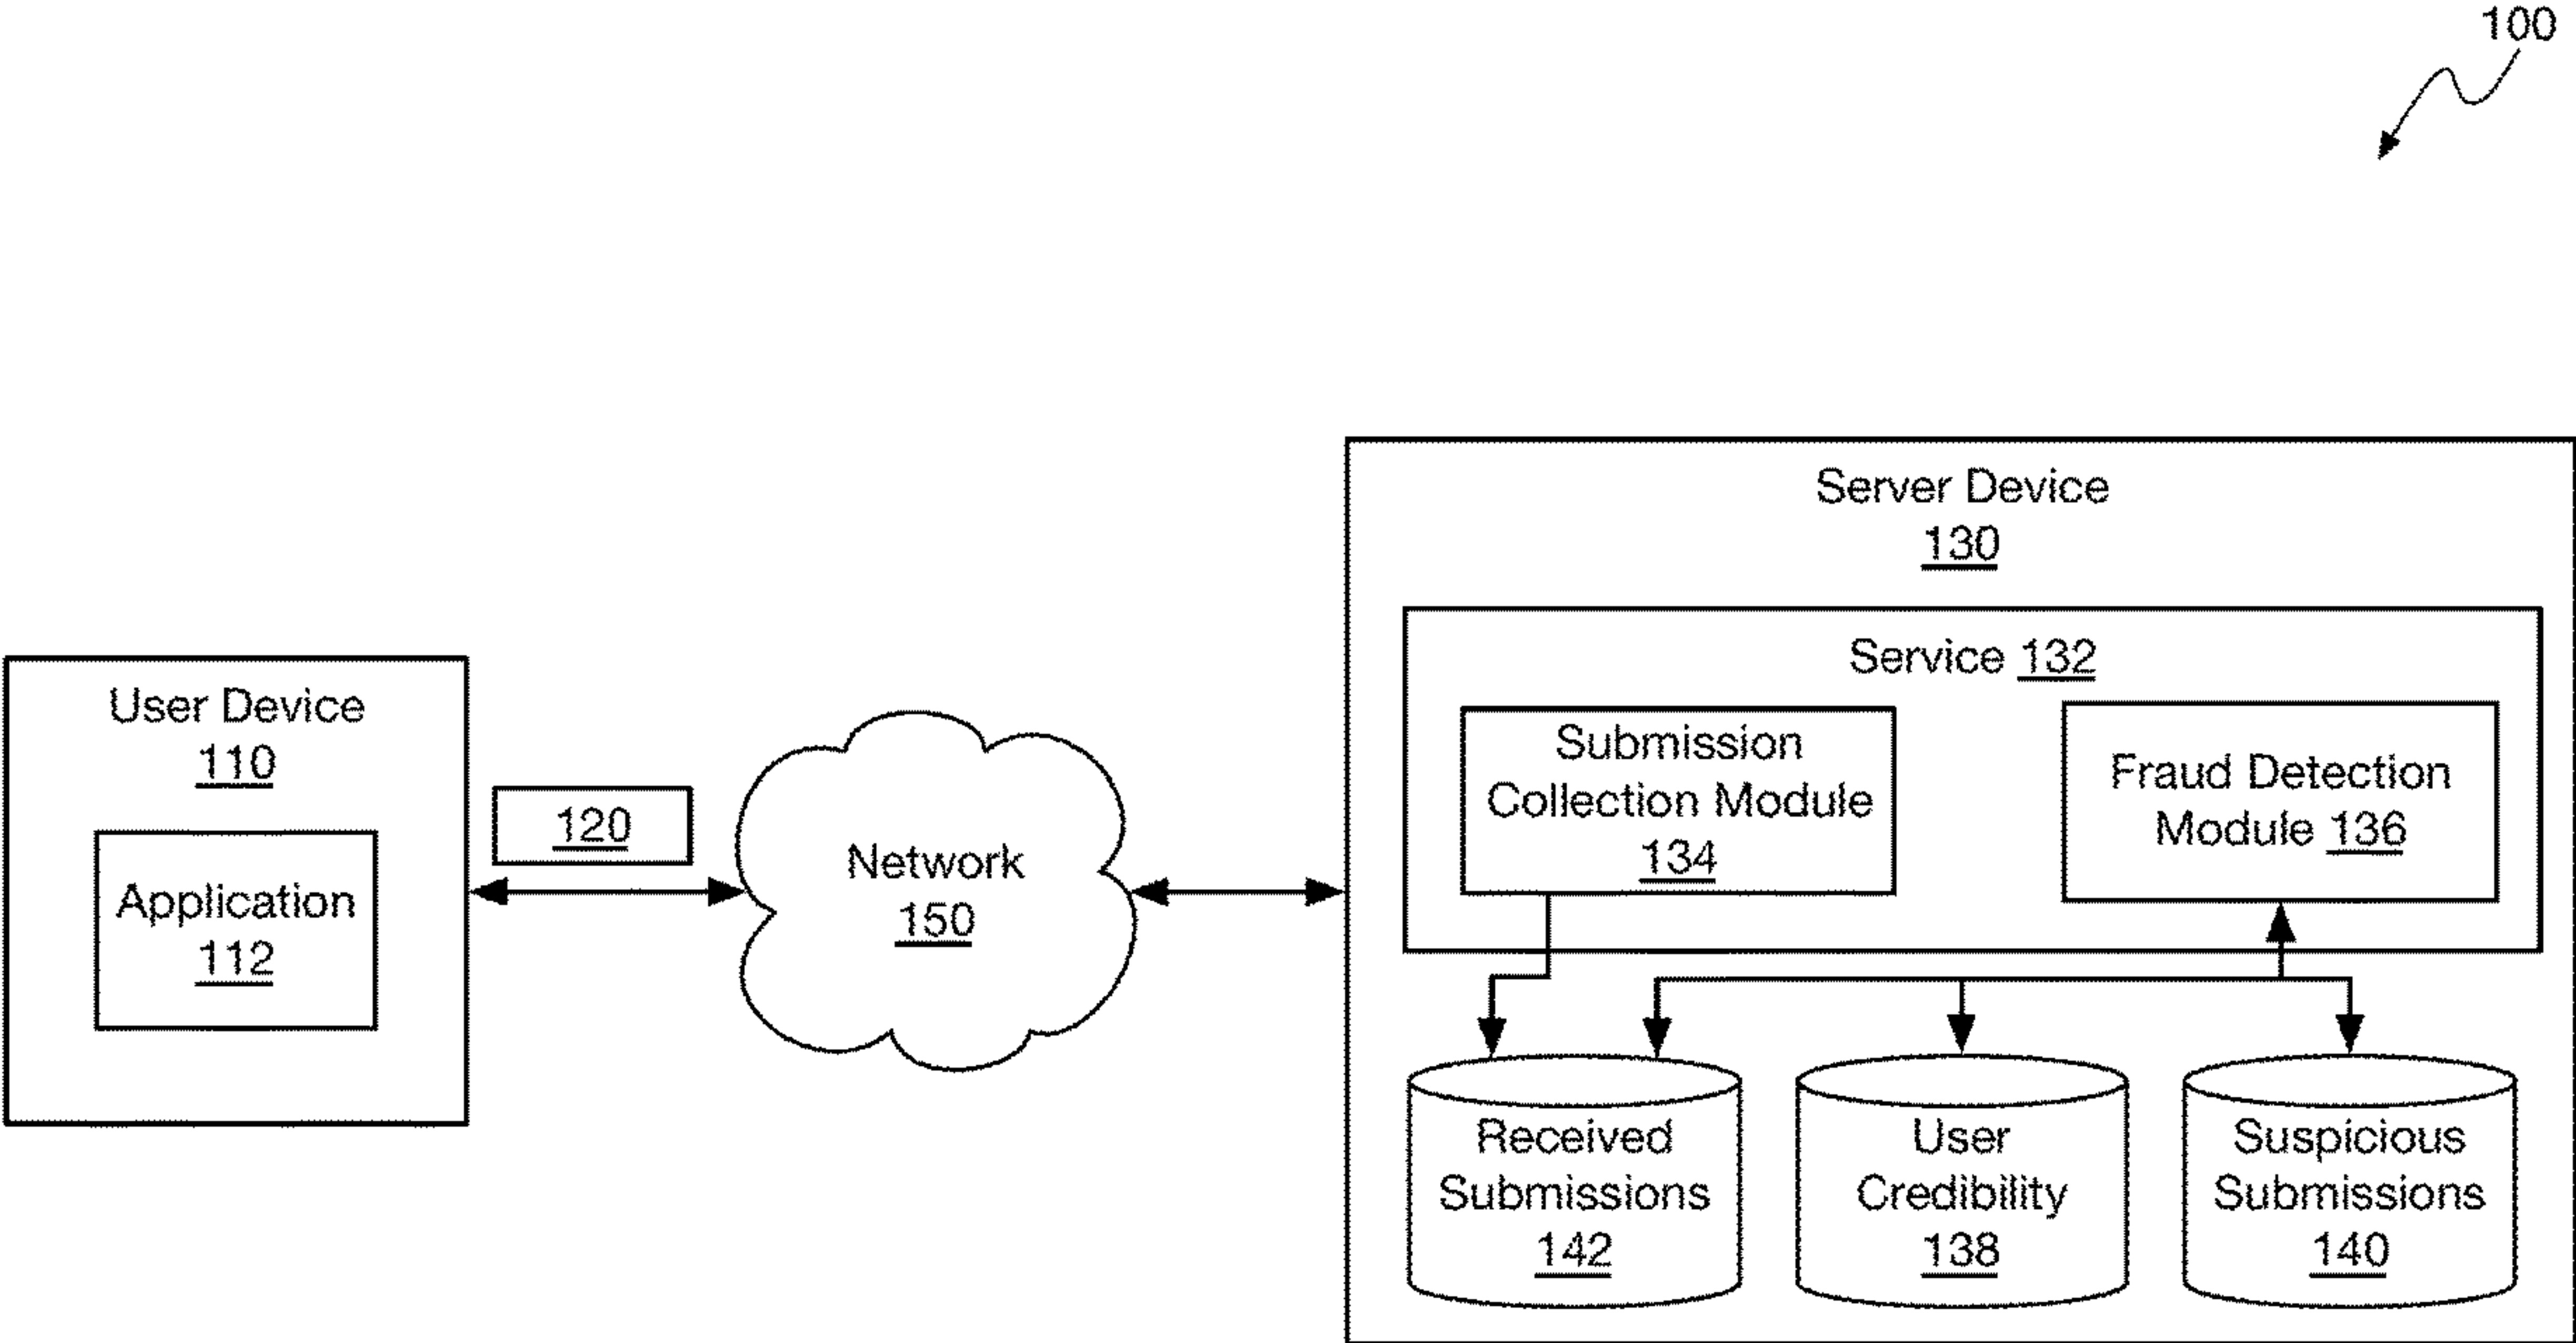 100
User Device
110
Application
112
120
Network
150
Server Device
130
Service 132
Submission
Collection Module
134
Fraud Detection
Module 136
Received
Submissions
142
User
Credibility
138
Suspicious
Submissions
140